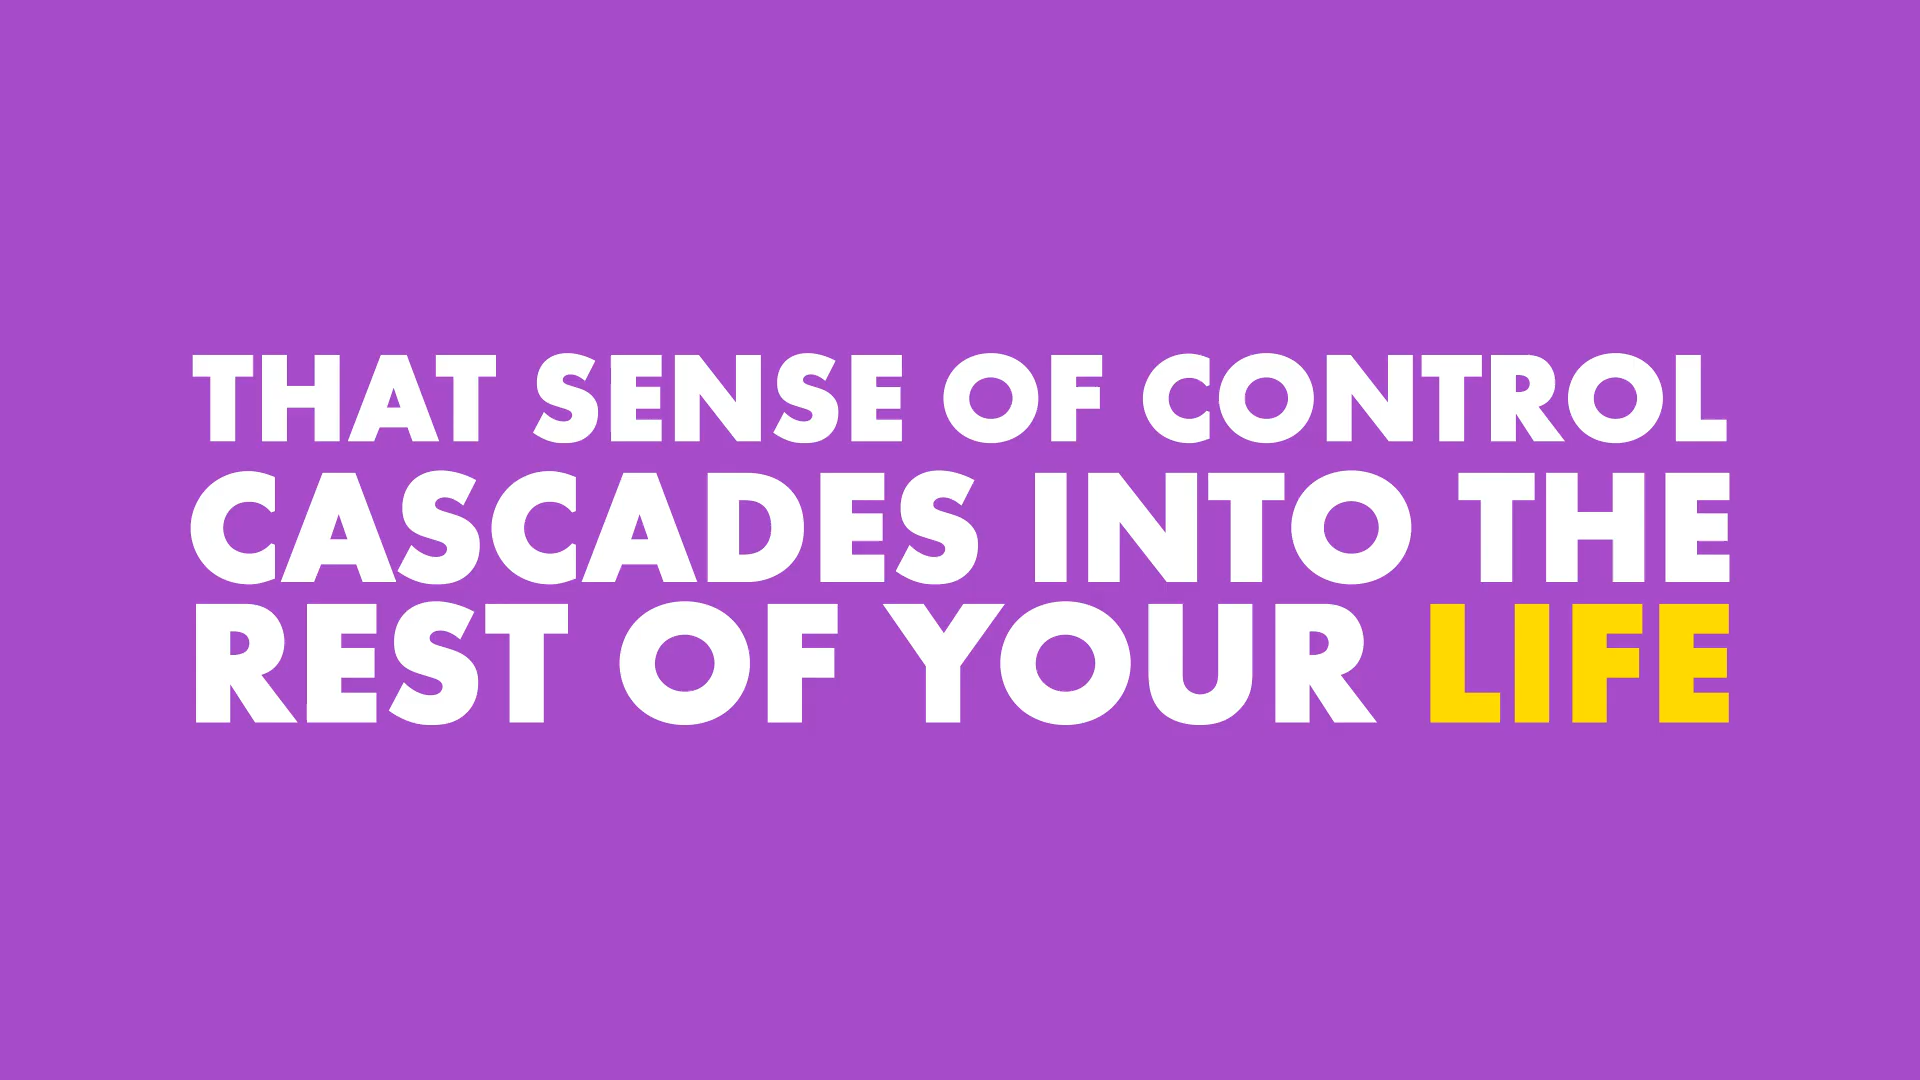 THAT SENSE OF CONTROL
CASCADES INTO THE
REST OF YOUR LIFE